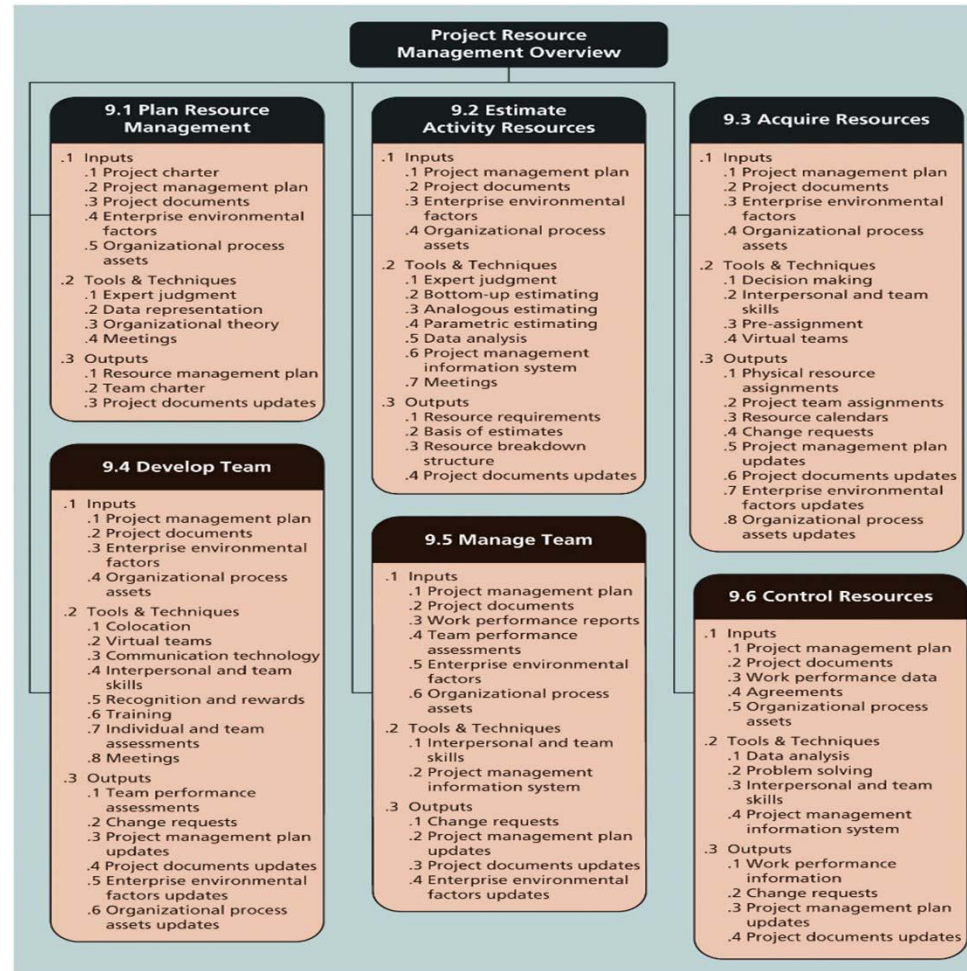 Project Resource
Management Overview
9.1 Plan Resource
Management
.1 Inputs
.1 Project charter
.2 Project management plan
.3 Project documents
.4 Enterprise environmental
factors
.5 Organizational process
assets
.2 Tools & Techniques
.1 Expert judgment
.2 Data representation
.3 Organizational theory
.4 Meetings
.3 Outputs
.1 Resource management plan
.2 Team charter
.3 Project documents updates
9.2 Estimate
Activity Resources
.1 Inputs
.1 Project management plan
.2 Project documents
.3 Enterprise environmental
factors
.4 Organizational process
assets
.2 Tools & Techniques
.1 Expert judgment
.2 Bottom-up estimating
.3 Analogous estimating
.4 Parametric estimating
.5 Data analysis
.6 Project management
information system
.7 Meetings
.3 Outputs
.1 Resource requirements
.2 Basis of estimates
.3 Resource breakdown
structure
.4 Project documents updates
9.3 Acquire Resources
.1 Inputs
.1 Project management plan
.2 Project documents
.3 Enterprise environmental
factors
.4 Organizational process
assets
.2 Tools & Techniques
.1 Decision making
.2 Interpersonal and team
skills
.3 Pre-assignment
.4 Virtual teams
.3 Outputs
.1 Physical resource
assignments
.2 Project team assignments
.3 Resource calendars
.4 Change requests
.5 Project management plan
updates
.6 Project documents updates
.7 Enterprise environmental
factors updates
.8 Organizational process
assets updates
9.4 Develop Team
.1 Inputs
.1 Project management plan
.2 Project documents
.3 Enterprise environmental
factors
.4 Organizational process
assets
.2 Tools & Techniques
.1 Colocation
.2 Virtual teams
.3 Communication technology
.4 Interpersonal and team
skills
.5 Recognition and rewards
.6 Training
.7 Individual and team
assessments
.8 Meetings
.3 Outputs
.1 Team performance
assessments
.2 Change requests
.3 Project management plan
updates
.4 Project documents updates
.5 Enterprise environmental
factors updates
.6 Organizational process
assets updates
9.5 Manage Team
.1 Inputs
.1 Project management plan
.2 Project documents
.3 Work performance reports
.4 Team performance
assessments
.5 Enterprise environmental
factors
.6 Organizational process
assets
.2 Tools & Techniques
.1 Interpersonal and team
skills
.2 Project management
information system
.3 Outputs
.1 Change requests
.2 Project management plan
updates
.3 Project documents updates
.4 Enterprise environmental
factors updates
9.6 Control Resources
.1 Inputs
.1 Project management plan
.2 Project documents
.3 Work performance data
.4 Agreements
.5 Organizational process
assets
.2 Tools & Techniques
.1 Data analysis
.2 Problem solving
.3 Interpersonal and team
skills
.4 Project management
information system
.3 Outputs
.1 Work performance
information
.2 Change requests
.3 Project management plan
updates
.4 Project documents updates